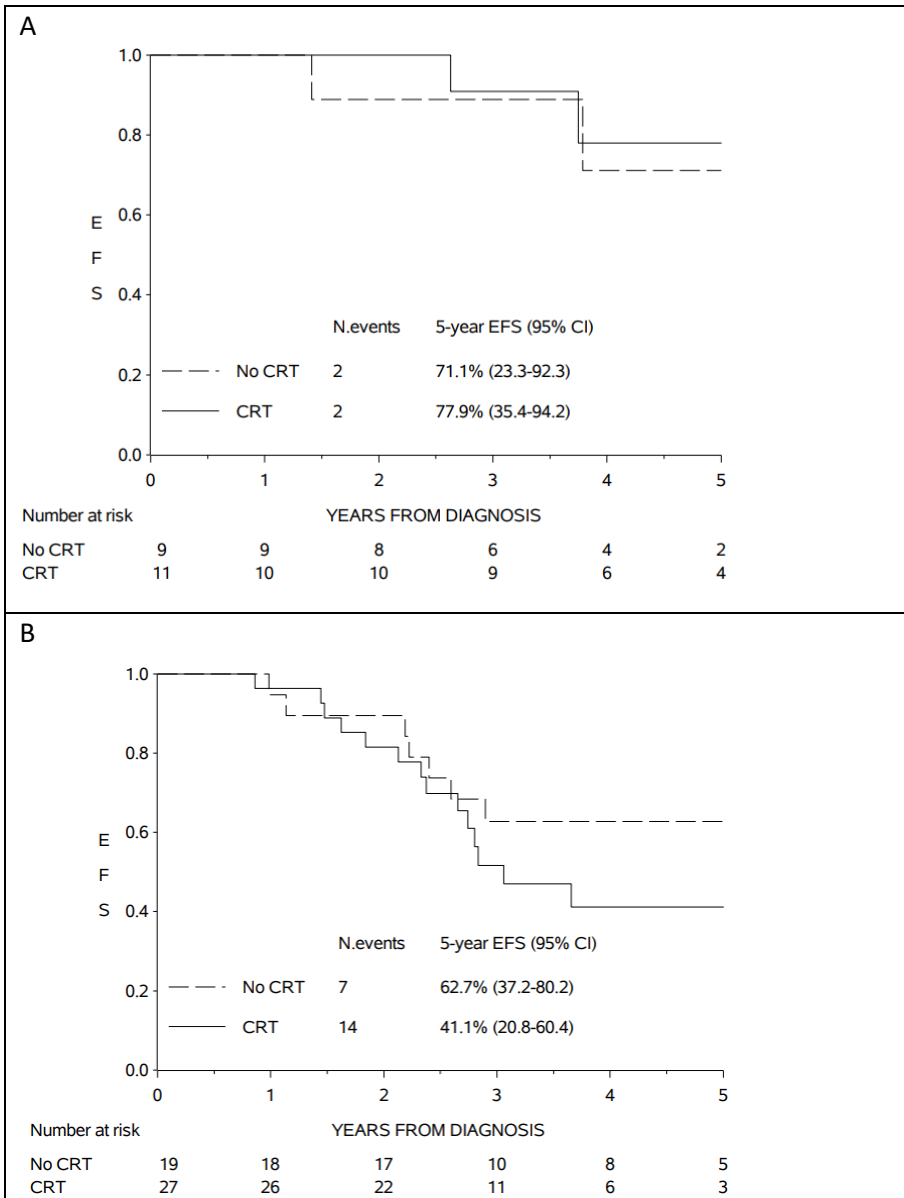 A
1.0
0.8
0.6
0.4
0.2
0.0
E
F
S
N.events 5-year EFS (95% CI)
No CRT 2 71.1% (23.3-92.3)
CRT 2 77.9% (35.4-94.2)
0 1 2 3 4 5
Number at risk YEARS FROM DIAGNOSIS
No CRT 9 9 8 6 4 2
CRT 11 10 10 9 6 4
B
1.0
0.8
0.6
0.4
0.2
0.0
E
F
S
N.events 5-year EFS (95% CI)
No CRT 7 62.7% (37.2-80.2)
CRT 14 41.1% (20.8-60.4)
0 1 2 3 4 5
Number at risk YEARS FROM DIAGNOSIS
No CRT 19 18 17 10 8 5
CRT 27 26 22 11 6 3